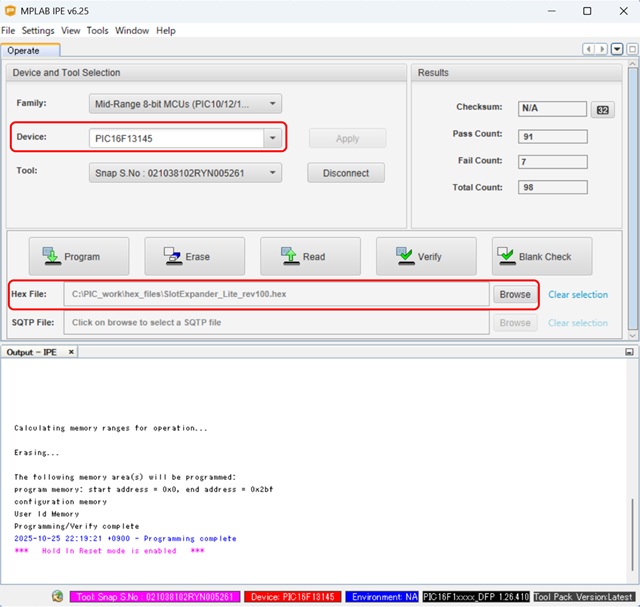 MPLAB IPE v6.25
File Settings View Tools Window Help
Operate
Device and Tool Selection
Family: Mid-Range 8-bit MCUs (PIC10/12/1...
Device: PIC16F13145 Apply
Tool: Snap S.No : 021038102RYN005261 Disconnect
Results
Checksum: N/A 32
Pass Count: 91
Fail Count: 7
Total Count: 98
Program Erase Read Verify Blank Check
Hex File: C:\PIC_work\hex_files\SlotExpander_Lite_rev100.hex Browse Clear selection
SQTP File: Click on browse to select a SQTP file Browse Clear selection
Output - IPE
Calculating memory ranges for operation...
Erasing...
The following memory area(s) will be programmed:
program memory: start address = 0x0, end address = 0x2bf
configuration memory
User Id Memory
Programming/Verify complete
2025-10-25 22:19:21 +0900 - Programming complete
*** Hold In Reset mode is enabled ***
Tool: Snap S.No : 021038102RYN005261 Device: PIC16F13145 Environment: NA PIC16F1xxxx_DFP 1.26.410 Tool Pack Version:Latest